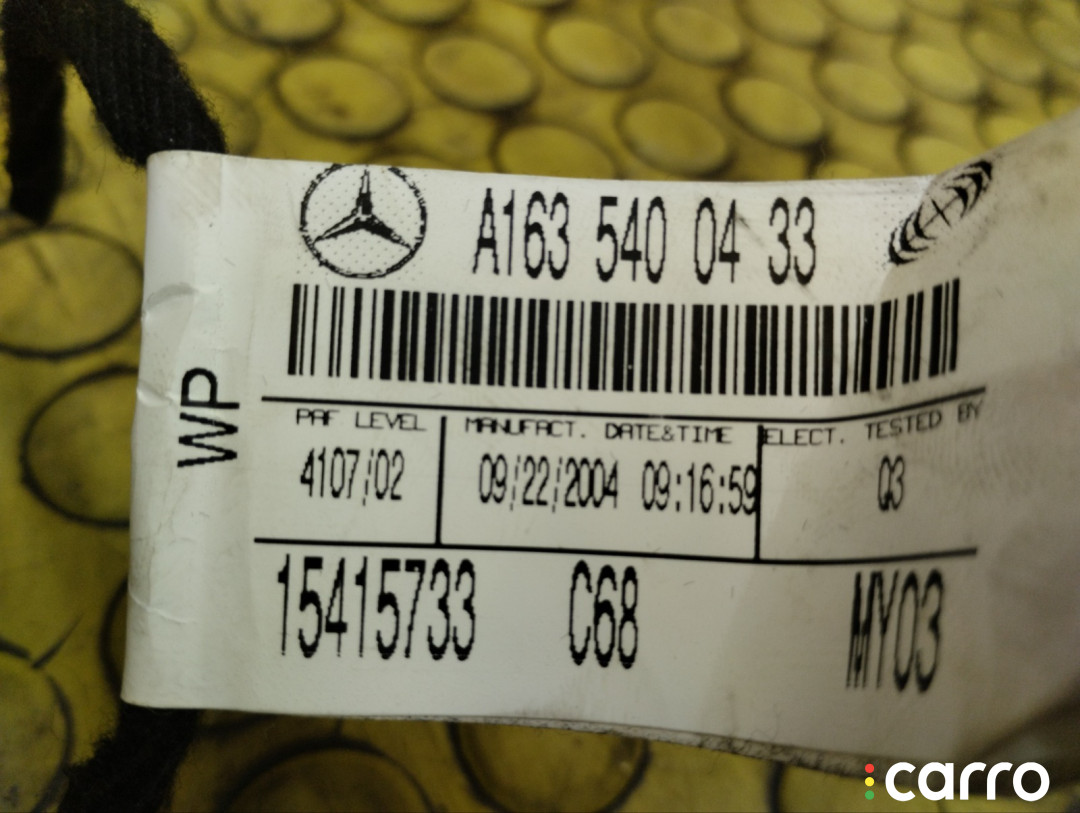 A163 540 04 33
WP
PAF LEVEL MANUFACT. DATE&TIME ELECT. TESTED BY
4107/02 09/22/2004 09:16:59 Q3
15415733 C68 MY03
carro